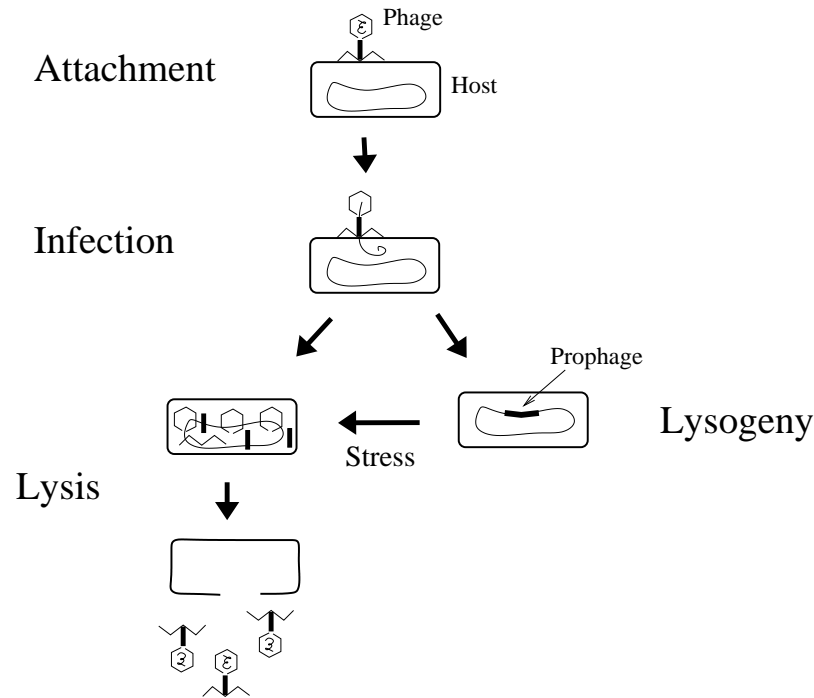 Phage
Attachment
Host
Infection
Prophage
Lysogeny
Stress
Lysis